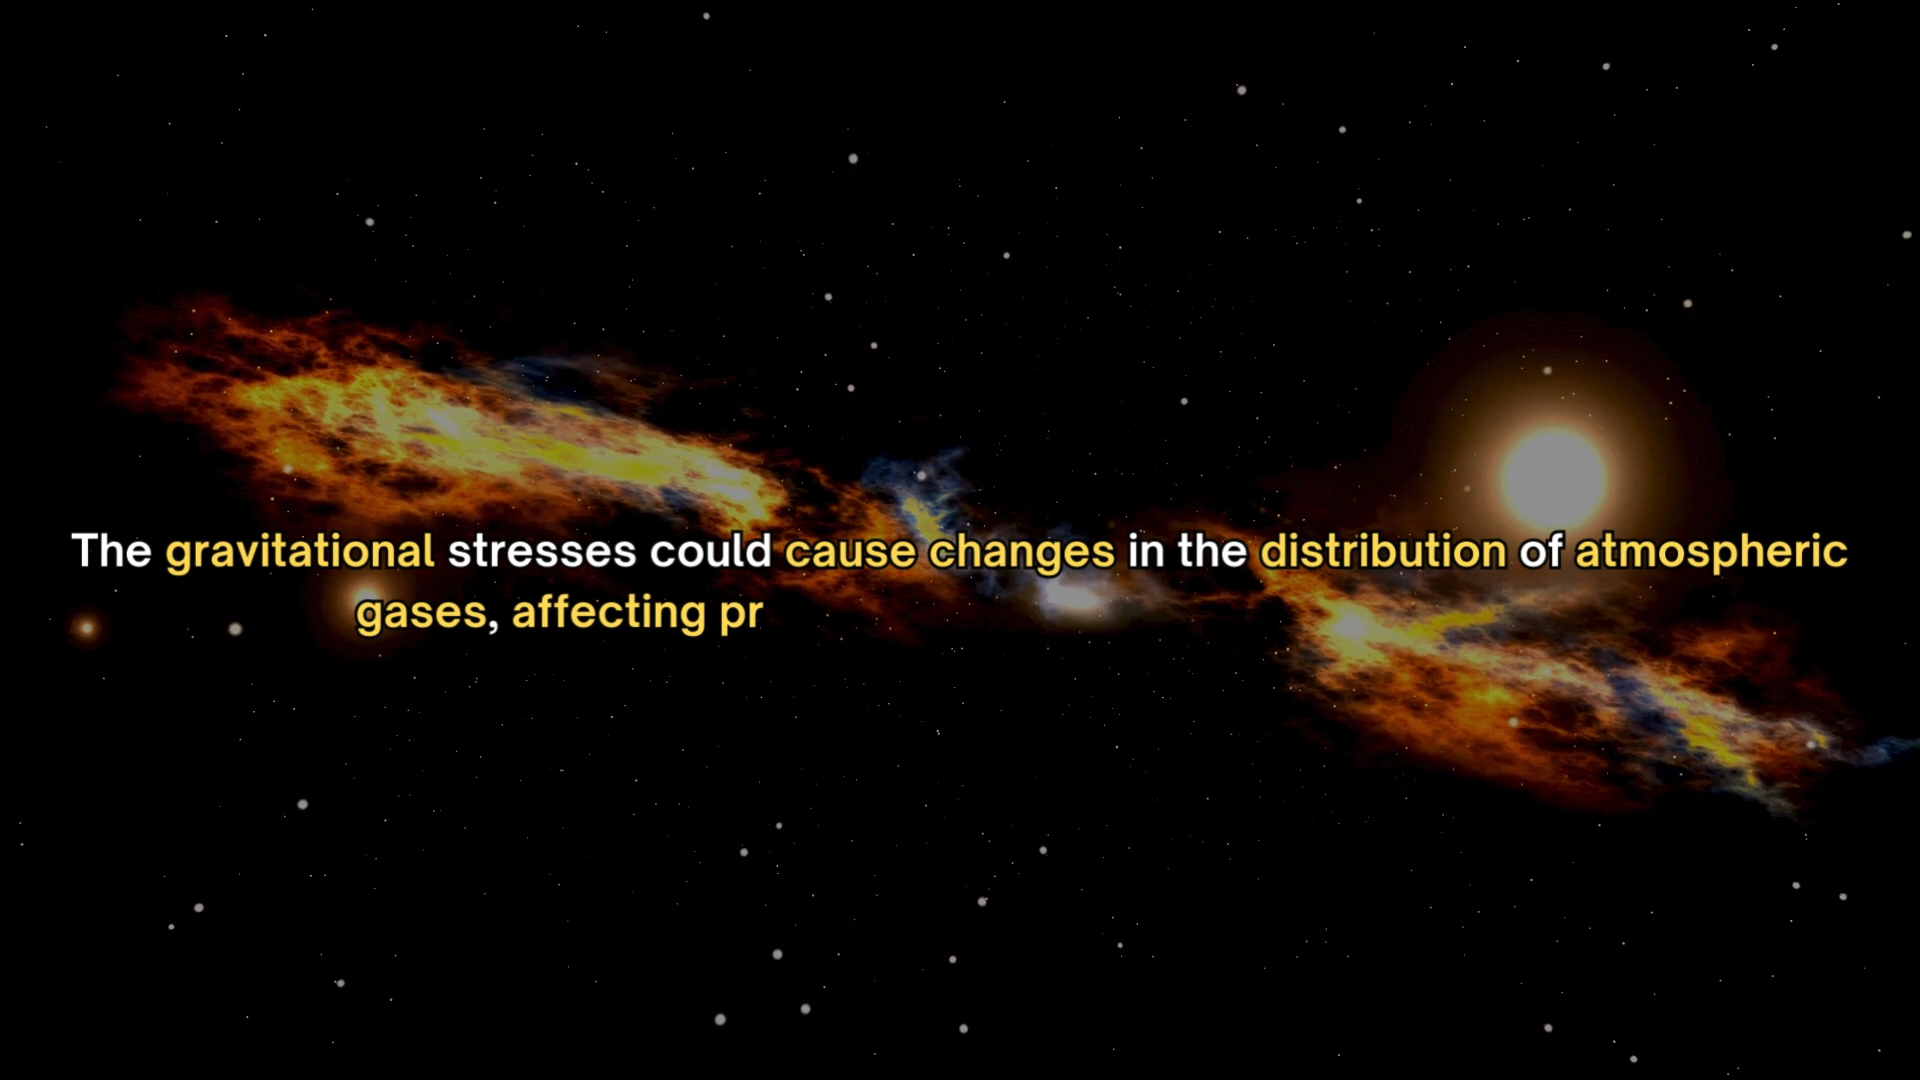 The gravitational stresses could cause changes in the distribution of atmospheric
gases, affecting pr